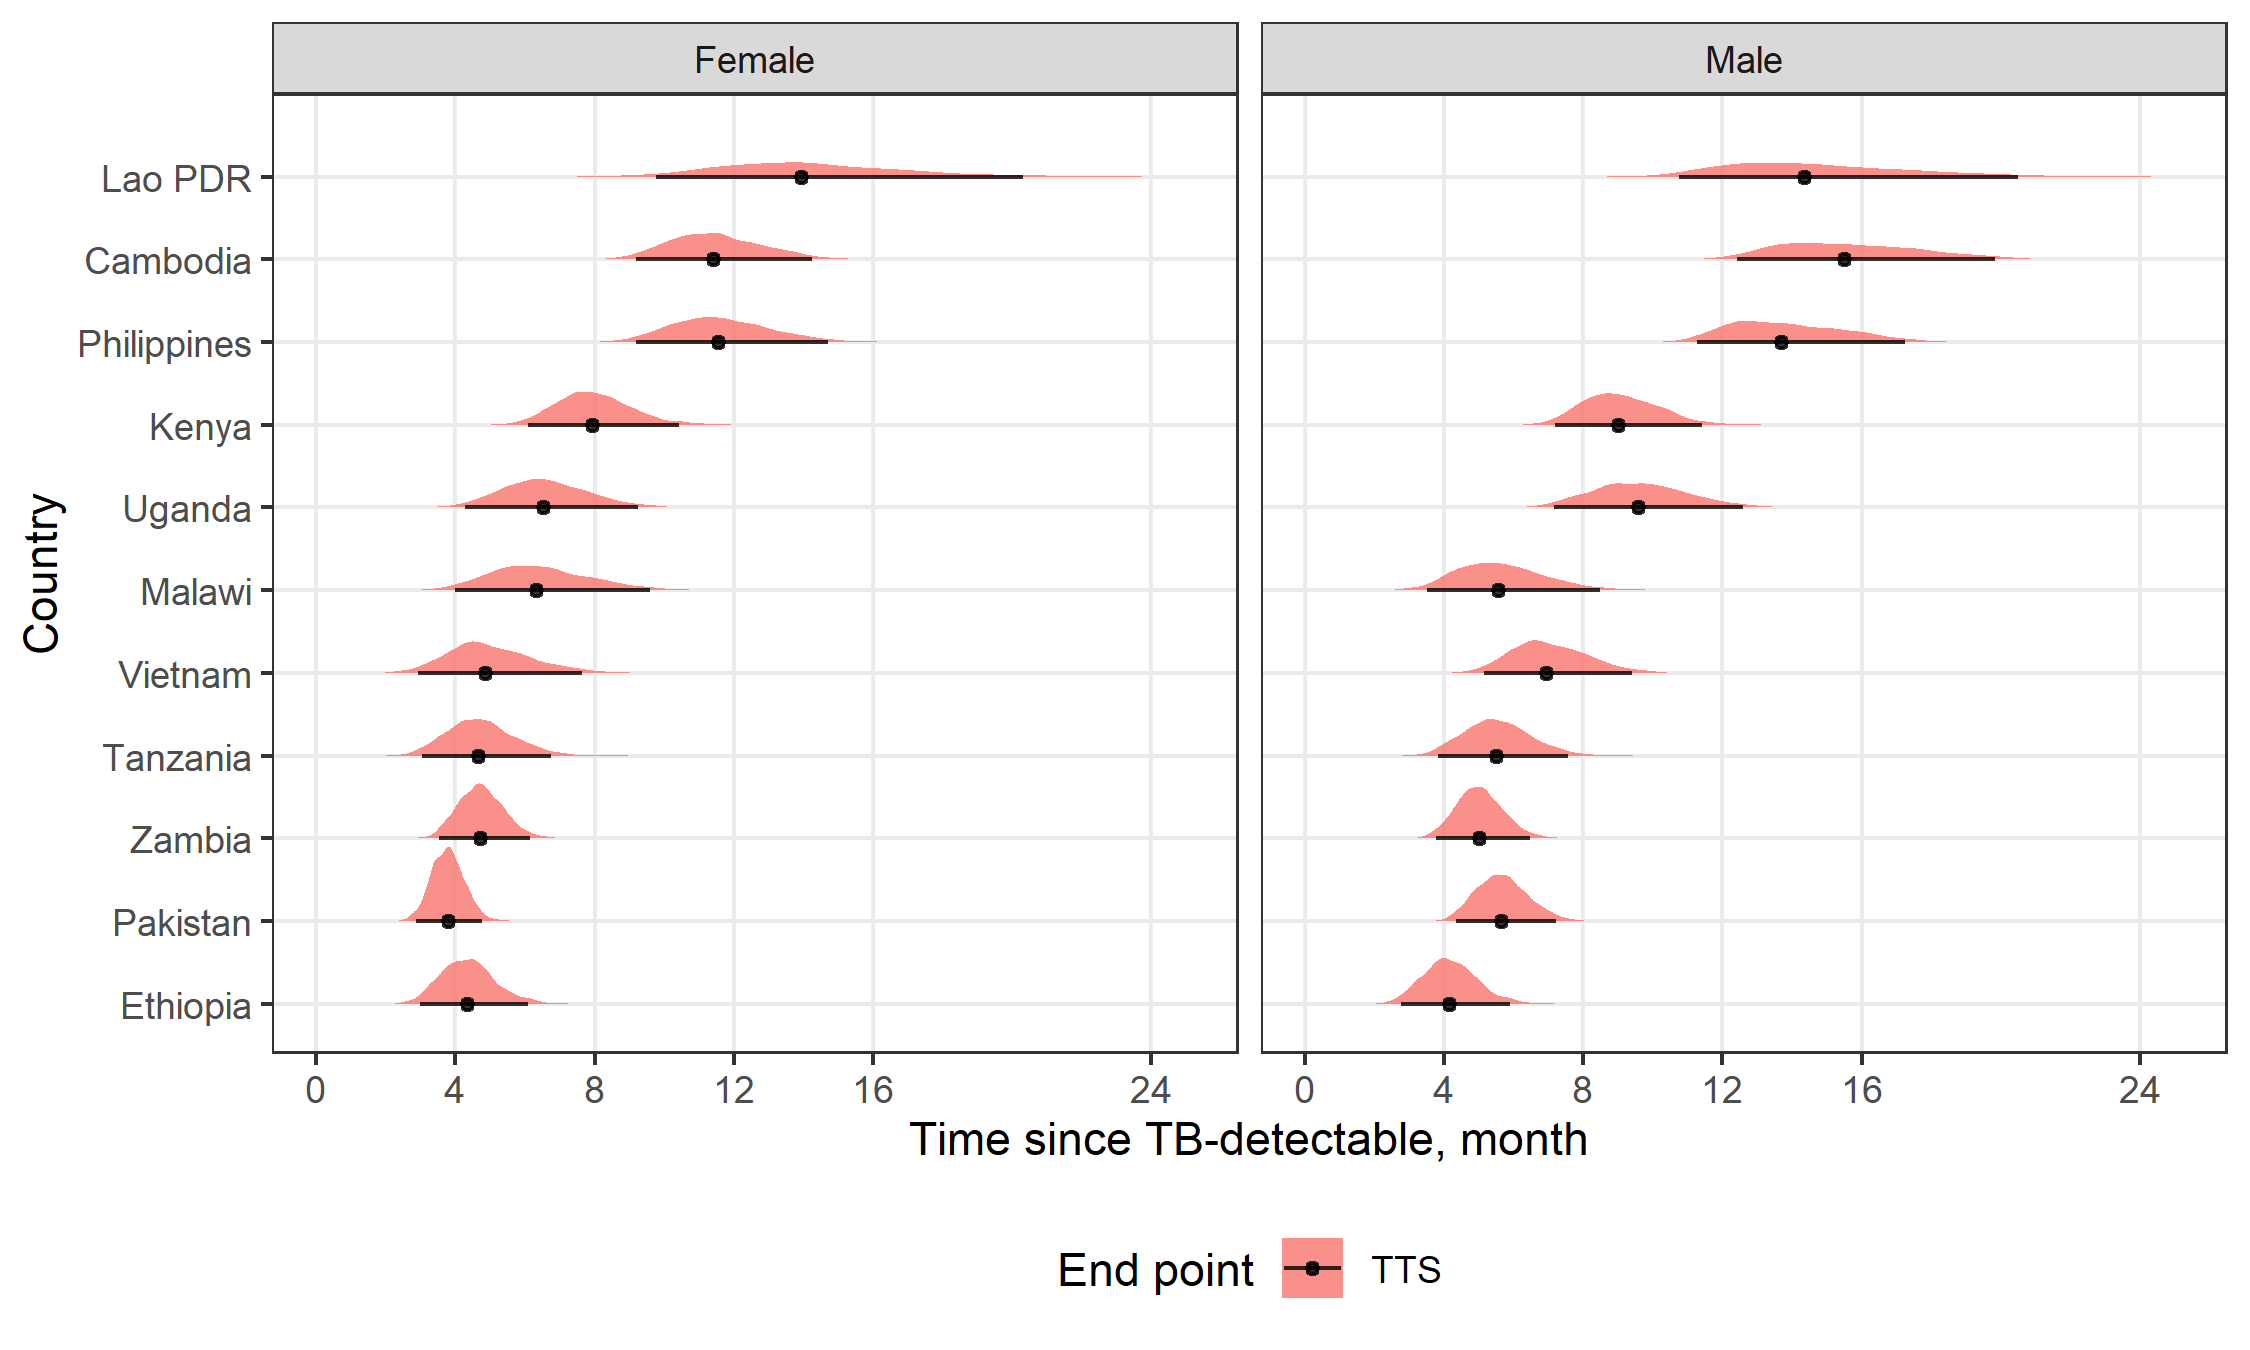 Female
Male
Lao PDR
Cambodia
Philippines
Kenya
Uganda
Malawi
Vietnam
Tanzania
Zambia
Pakistan
Ethiopia
Country
0 4 8 12 16 24
0 4 8 12 16 24
Time since TB-detectable, month
End point TTS